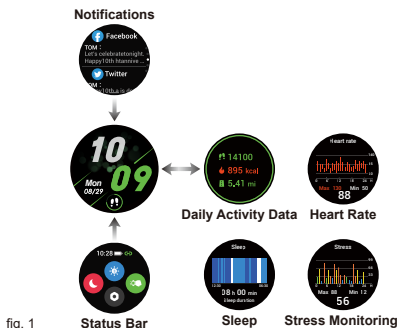 Notifications
Facebook
TOM :
Let's celebratetonight.
Happy10th htannive ...
Twitter
TOM :
10
09
Mon
08/29
14100
895 kcal
5.41 mi
Daily Activity Data
Heart rate
Max 130 Min 50
88
Heart Rate
10:28
Status Bar
Sleep
08 h 00 min
Sleep duration
Sleep
Stress
Max 88 Min 12
56
Stress Monitoring
fig. 1